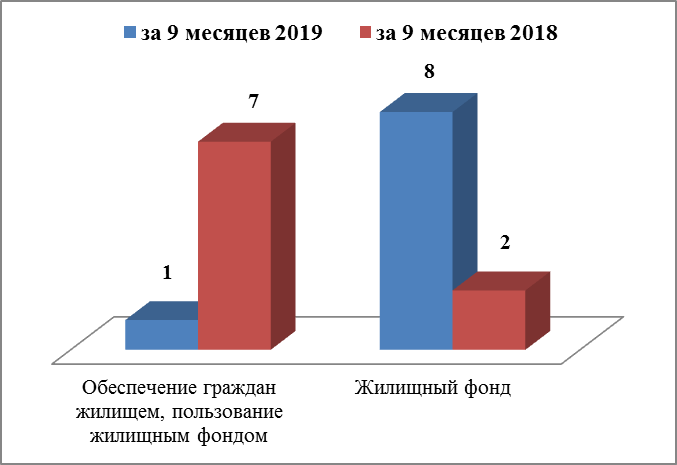 за 9 месяцев 2019 за 9 месяцев 2018
8
7
2
1
Обеспечение граждан
жилищем, пользование
жилищным фондом
Жилищный фонд